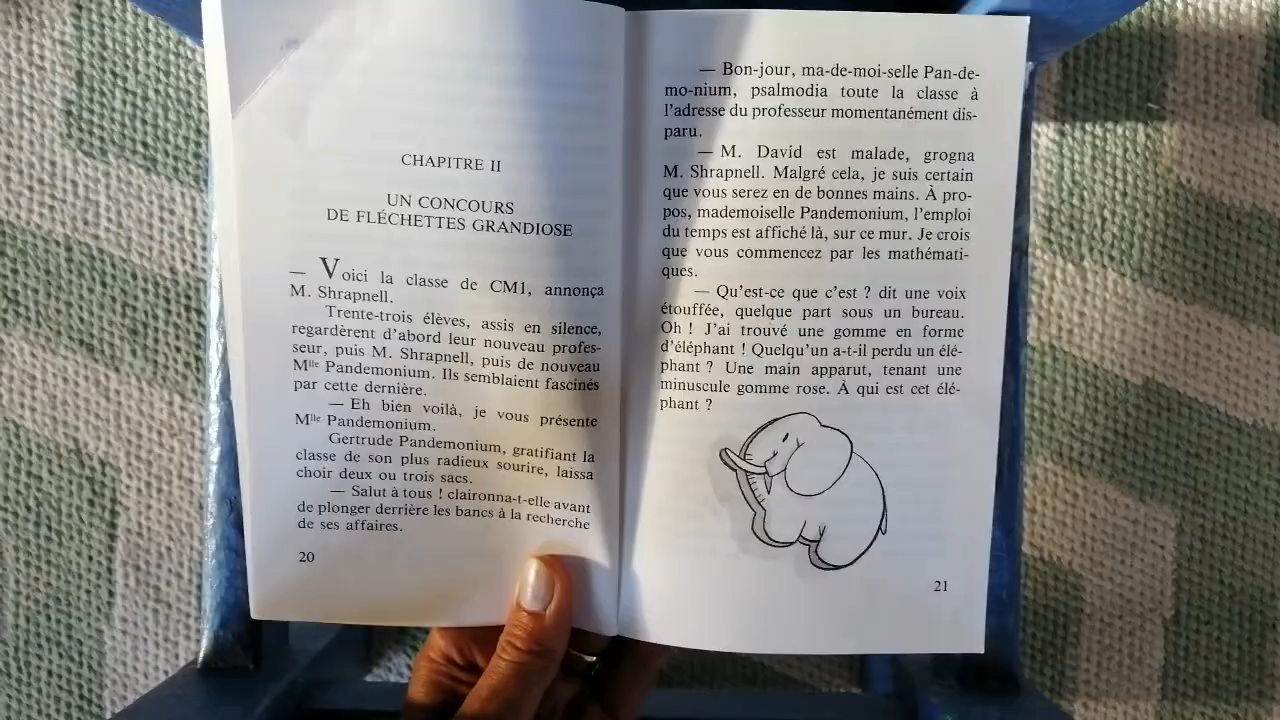 CHAPITRE II
UN CONCOURS
DE FLÉCHETTES GRANDIOSE
— Voici la classe de CM1, annonça
M. Shrapnell.
Trente-trois élèves, assis en silence,
regardèrent d'abord leur nouveau profes-
seur, puis M. Shrapnell, puis de nouveau
Mlle Pandemonium. Ils semblaient fascinés
par cette dernière.
— Eh bien voilà, je vous présente
Mlle Pandemonium.
Gertrude Pandemonium, gratifiant la
classe de son plus radieux sourire, laissa
choir deux ou trois sacs.
— Salut à tous ! claironna-t-elle avant
de plonger derrière les bancs à la recherche
de ses affaires.
20
— Bon-jour, ma-de-moi-selle Pan-de-
mo-nium, psalmodia toute la classe à
l'adresse du professeur momentanément dis-
paru.
— M. David est malade, grogna
M. Shrapnell. Malgré cela, je suis certain
que vous serez en de bonnes mains. À pro-
pos, mademoiselle Pandemonium, l'emploi
du temps est affiché là, sur ce mur. Je crois
que vous commencez par les mathémati-
ques.
— Qu'est-ce que c'est ? dit une voix
étouffée, quelque part sous un bureau.
Oh ! J'ai trouvé une gomme en forme
d'éléphant ! Quelqu'un a-t-il perdu un élé-
phant ? Une main apparut, tenant une
minuscule gomme rose. À qui est cet élé-
phant ?
21